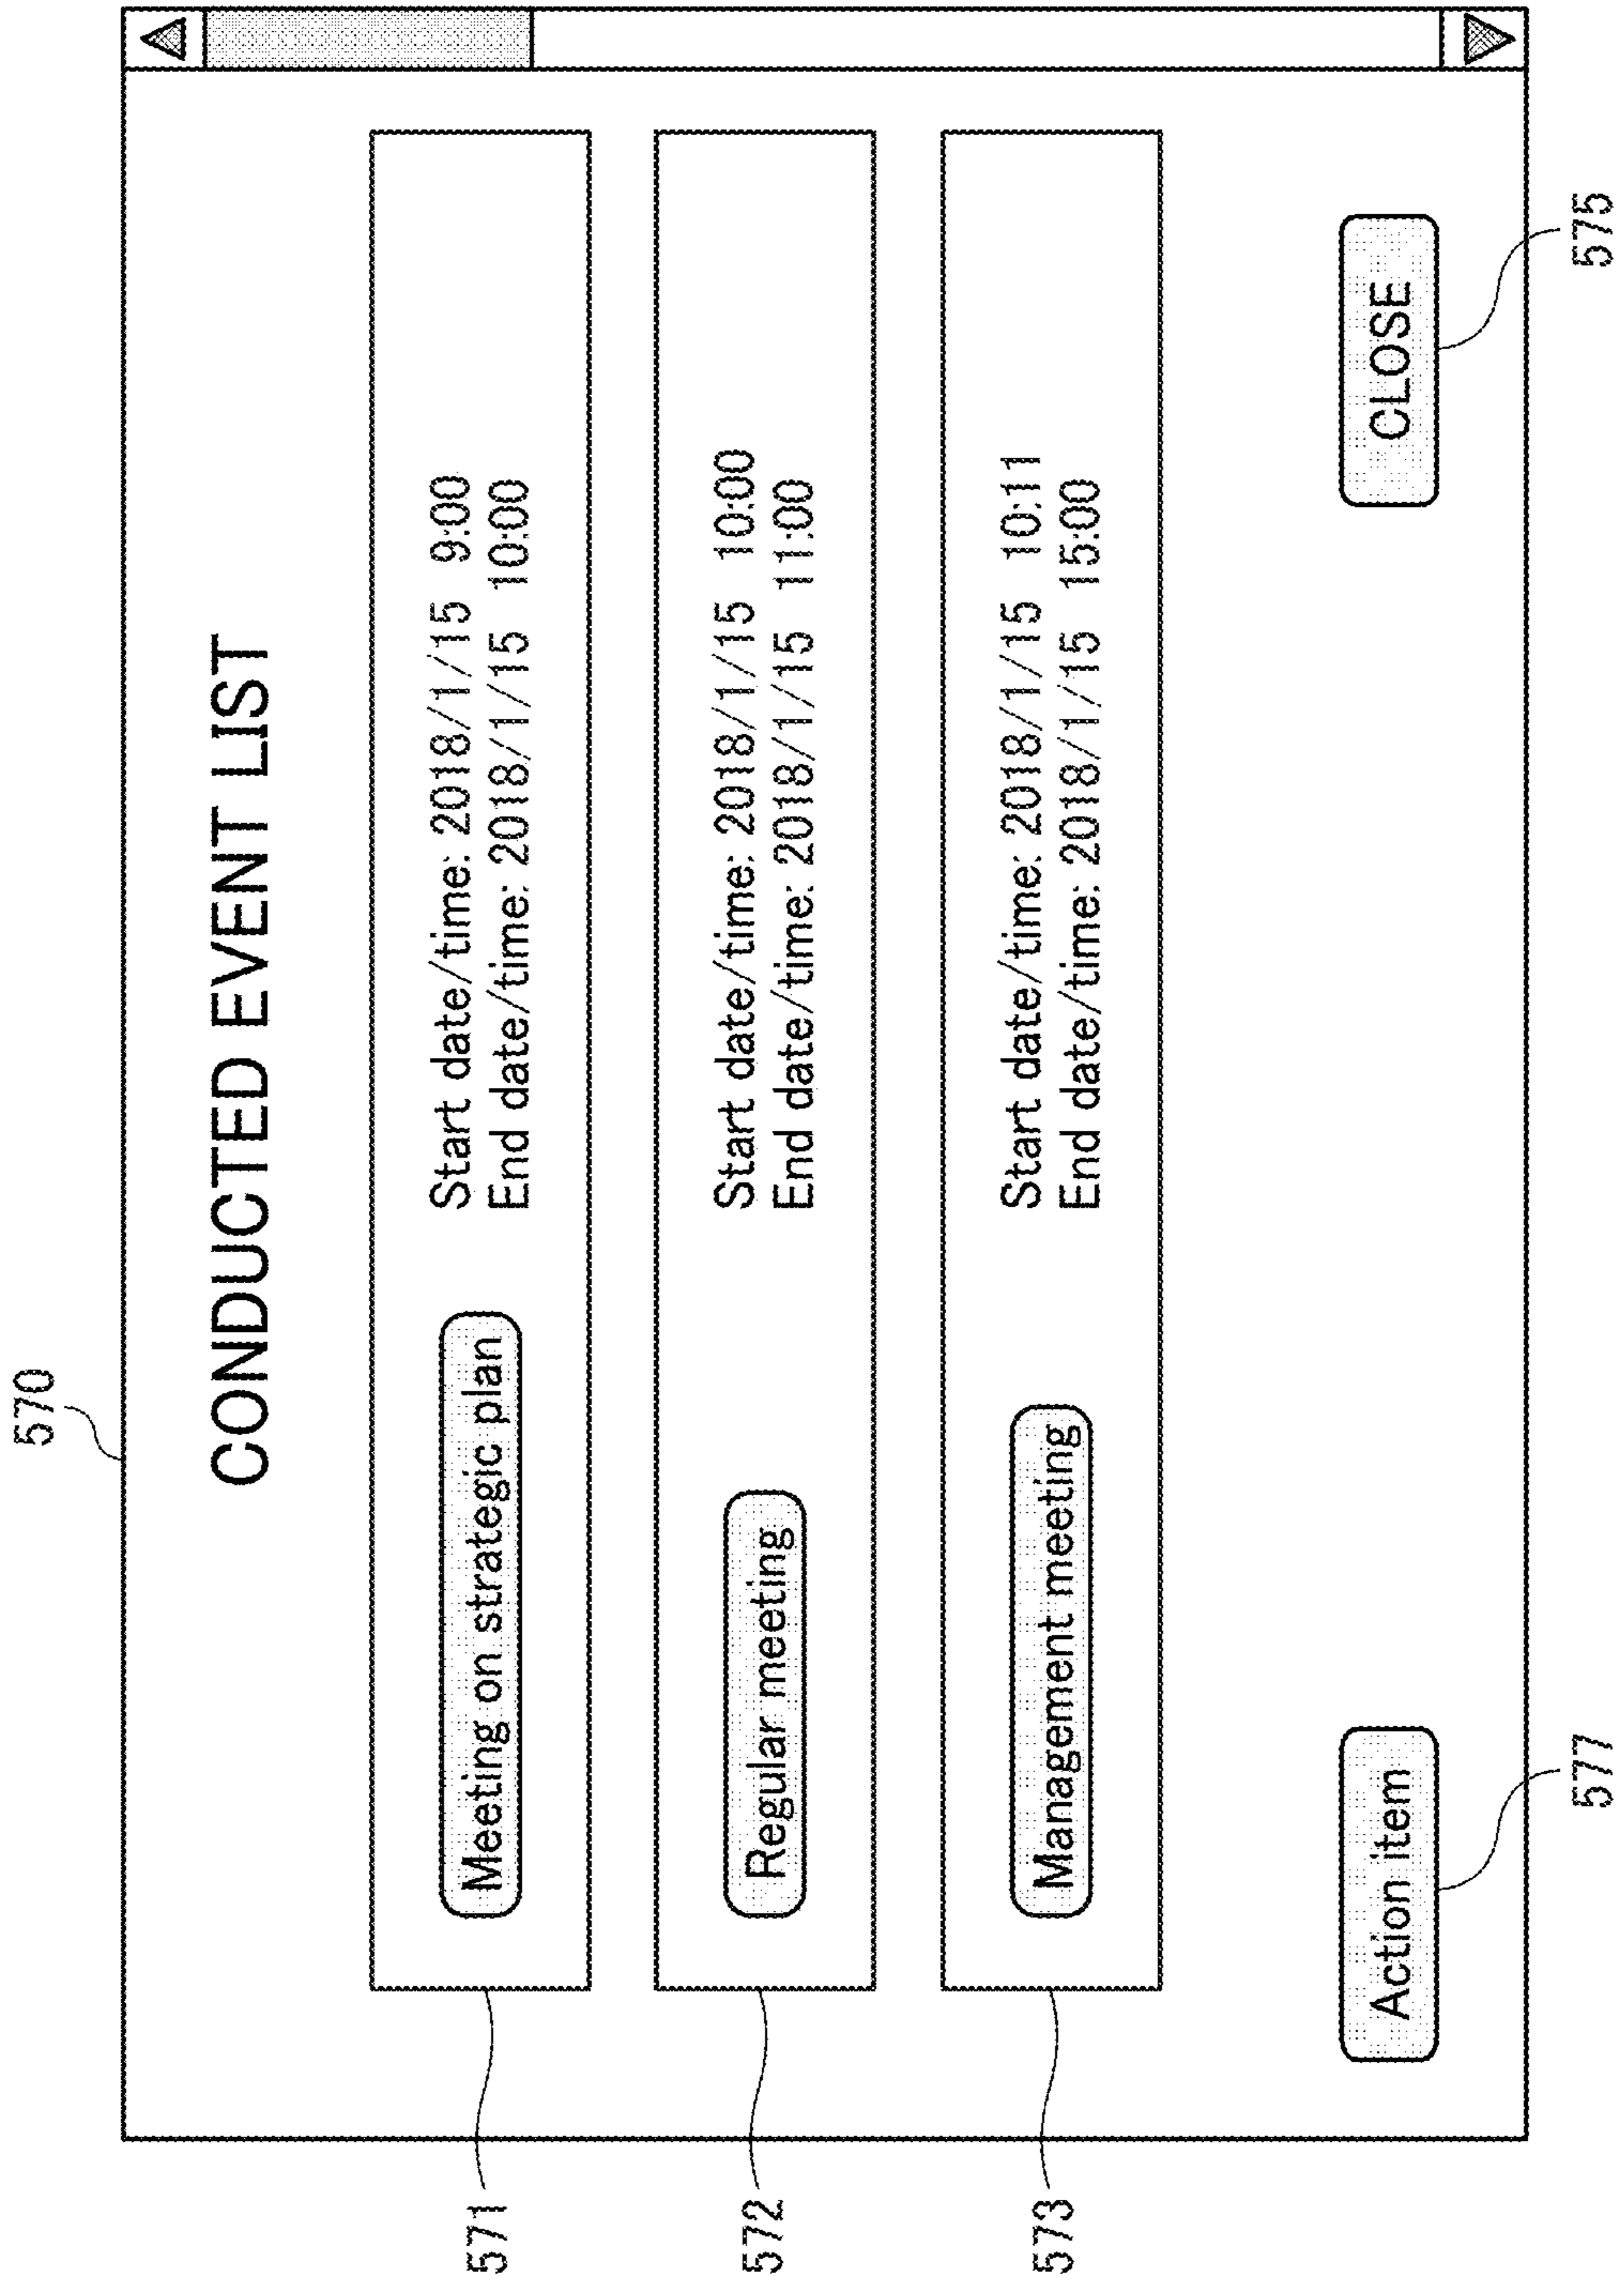 570
CONDUCTED EVENT LIST
571
Meeting on strategic plan
Start date/time: 2018/1/15 9:00
End date/time: 2018/1/15 10:00
572
Regular meeting
Start date/time: 2018/1/15 10:00
End date/time: 2018/1/15 11:00
573
Management meeting
Start date/time: 2018/1/15 10:11
End date/time: 2018/1/15 15:00
Action item
CLOSE
577
575